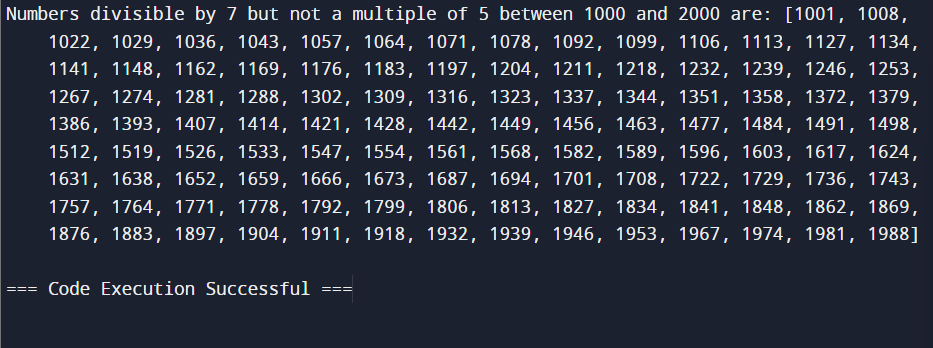 Numbers divisible by 7 but not a multiple of 5 between 1000 and 2000 are: [1001, 1008,
1022, 1029, 1036, 1043, 1057, 1064, 1071, 1078, 1092, 1099, 1106, 1113, 1127, 1134,
1141, 1148, 1162, 1169, 1176, 1183, 1197, 1204, 1211, 1218, 1232, 1239, 1246, 1253,
1267, 1274, 1281, 1288, 1302, 1309, 1316, 1323, 1337, 1344, 1351, 1358, 1372, 1379,
1386, 1393, 1407, 1414, 1421, 1428, 1442, 1449, 1456, 1463, 1477, 1484, 1491, 1498,
1512, 1519, 1526, 1533, 1547, 1554, 1561, 1568, 1582, 1589, 1596, 1603, 1617, 1624,
1631, 1638, 1652, 1659, 1666, 1673, 1687, 1694, 1701, 1708, 1722, 1729, 1736, 1743,
1757, 1764, 1771, 1778, 1792, 1799, 1806, 1813, 1827, 1834, 1841, 1848, 1862, 1869,
1876, 1883, 1897, 1904, 1911, 1918, 1932, 1939, 1946, 1953, 1967, 1974, 1981, 1988]
=== Code Execution Successful ===